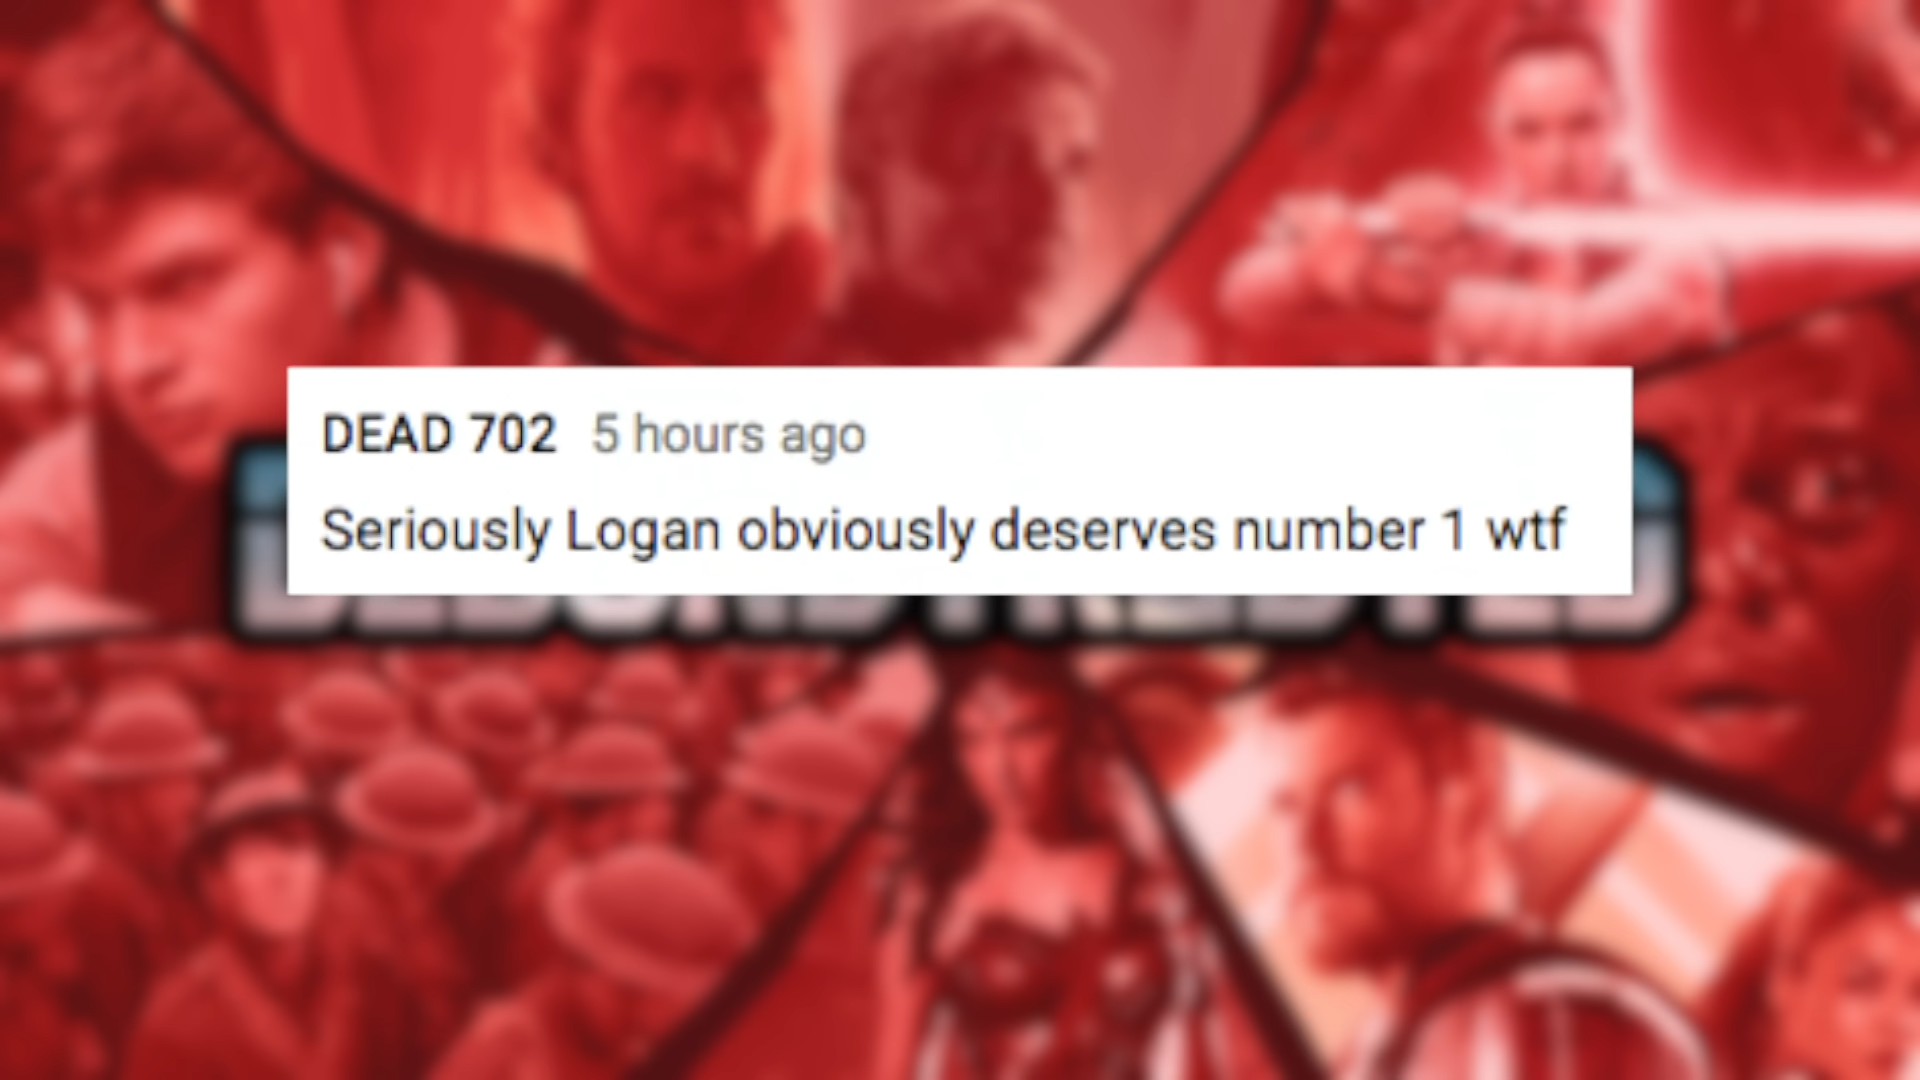 DEAD 702 5 hours ago
Seriously Logan obviously deserves number 1 wtf